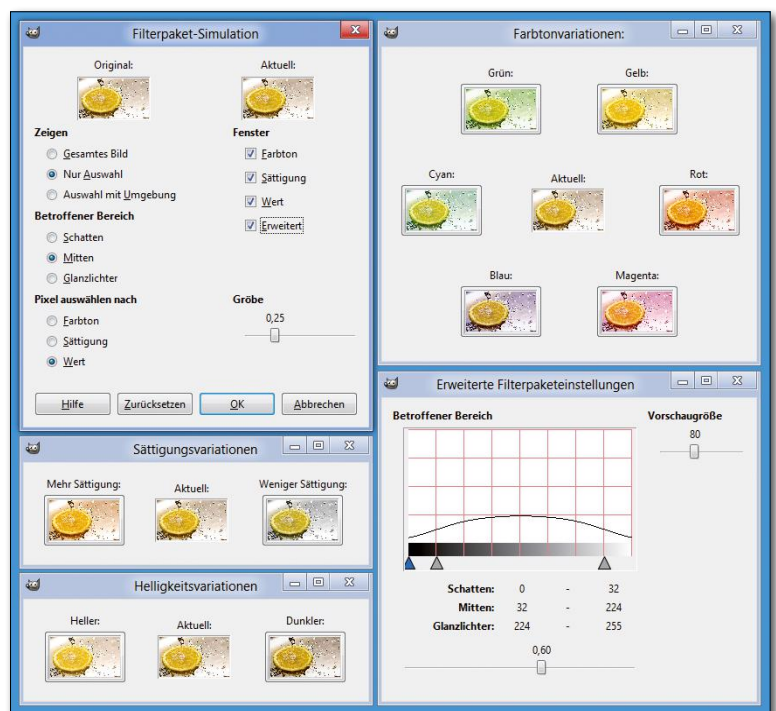 Filterpaket-Simulation
Original:
Aktuell:
Zeigen
Gesamtes Bild
Nur Auswahl
Auswahl mit Umgebung
Betroffener Bereich
Schatten
Mitten
Glanzlichter
Pixel auswählen nach
Farbton
Sättigung
Wert
Fenster
Farbton
Sättigung
Wert
Erweitert
Größe
0,25
Hilfe
Zurücksetzen
OK
Abbrechen
Farbtonvariationen:
Grün:
Gelb:
Cyan:
Aktuell:
Rot:
Blau:
Magenta:
Sättigungsvariationen
Mehr Sättigung:
Aktuell:
Weniger Sättigung:
Helligkeitsvariationen
Heller:
Aktuell:
Dunkler:
Erweiterte Filterpaketeinstellungen
Betroffener Bereich
Vorschaugröße
80
Schatten: 0 - 32
Mitten: 32 - 224
Glanzlichter: 224 - 255
0,60